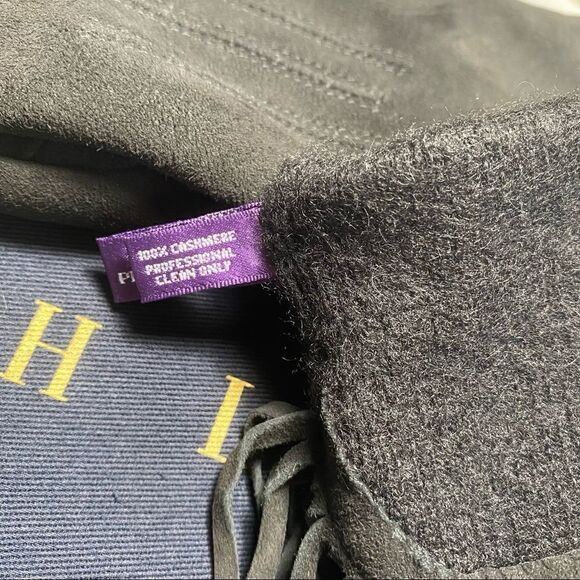 100% CASHMERE
PROFESSIONAL
CLEAN ONLY
H I